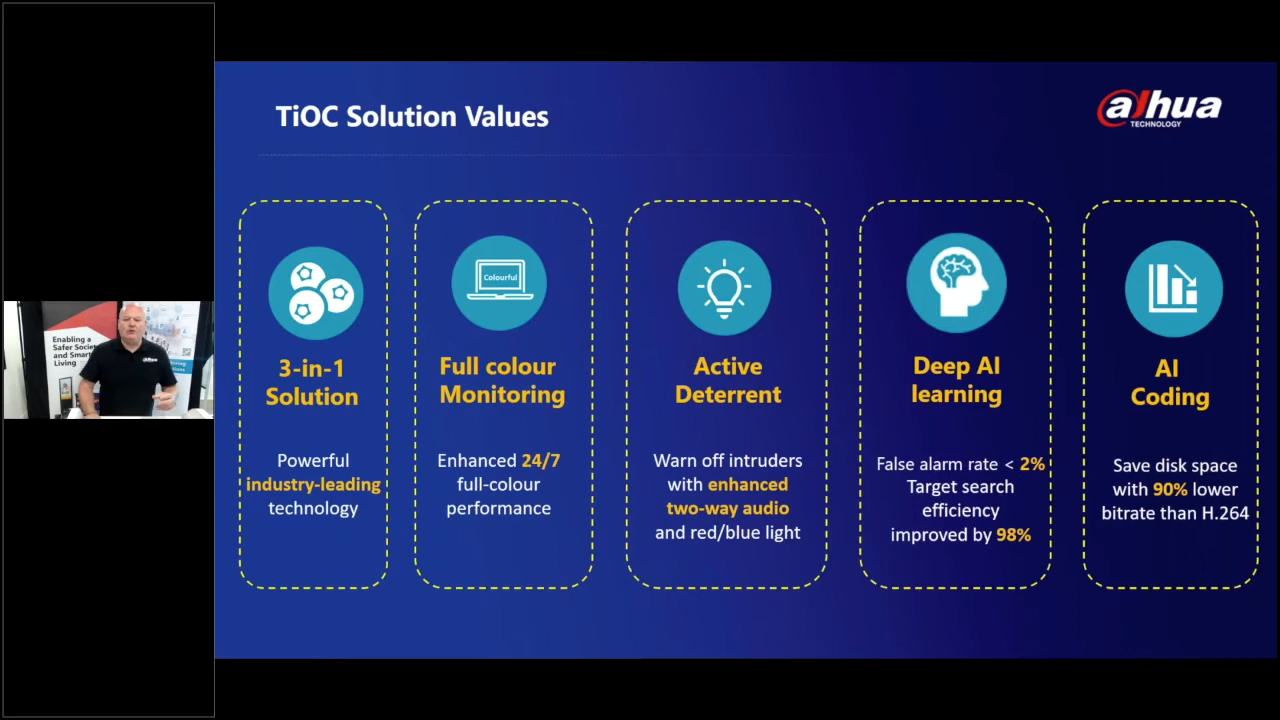 TiOC Solution Values
alhua
TECHNOLOGY
Colourful
3-in-1
Solution
Powerful
industry-leading
technology
Full colour
Monitoring
Enhanced 24/7
full-colour
performance
Active
Deterrent
Warn off intruders
with enhanced
two-way audio
and red/blue light
Deep AI
learning
False alarm rate < 2%
Target search
efficiency
improved by 98%
AI
Coding
Save disk space
with 90% lower
bitrate than H.264
Enabling a
Safer Societ
and Smart
Living